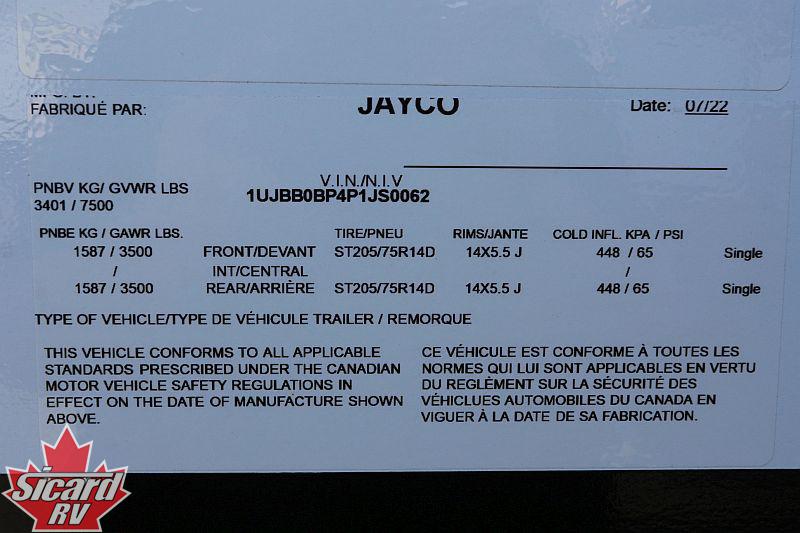 FABRIQUÉ PAR: JAYCO Date: 07/22
V.I.N./N.I.V
PNBV KG/ GVWR LBS 1UJBB0BP4P1JS0062
3401 / 7500
PNBE KG / GAWR LBS. TIRE/PNEU RIMS/JANTE COLD INFL. KPA / PSI
1587 / 3500 FRONT/DEVANT ST205/75R14D 14X5.5 J 448 / 65 Single
/ INT/CENTRAL /
1587 / 3500 REAR/ARRIÈRE ST205/75R14D 14X5.5 J 448 / 65 Single
TYPE OF VEHICLE/TYPE DE VÉHICULE TRAILER / REMORQUE
THIS VEHICLE CONFORMS TO ALL APPLICABLE
STANDARDS PRESCRIBED UNDER THE CANADIAN
MOTOR VEHICLE SAFETY REGULATIONS IN
EFFECT ON THE DATE OF MANUFACTURE SHOWN
ABOVE.
CE VÉHICULE EST CONFORME À TOUTES LES
NORMES QUI LUI SONT APPLICABLES EN VERTU
DU REGLÈMENT SUR LA SÉCURITÉ DES
VÉHICLUES AUTOMOBILES DU CANADA EN
VIGUER À LA DATE DE SA FABRICATION.
Sicard
RV